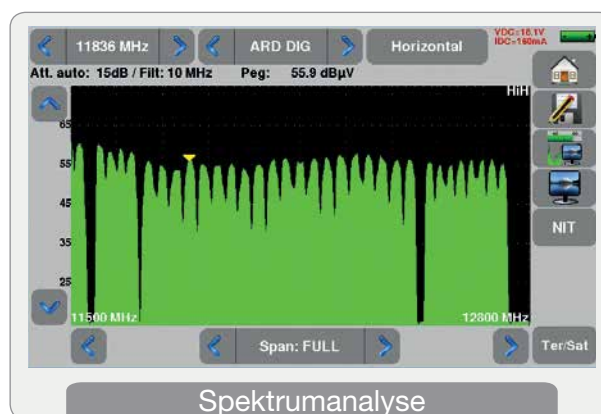 11836 MHz ARD DIG Horizontal VDC=18.1V
IDC=160mA
Att. auto: 15dB / Filt: 10 MHz Peg: 55.9 dBµV
HiH
65
55
45
35
25
NIT
11500 MHz 12800 MHz
Span: FULL Ter/Sat
Spektrumanalyse